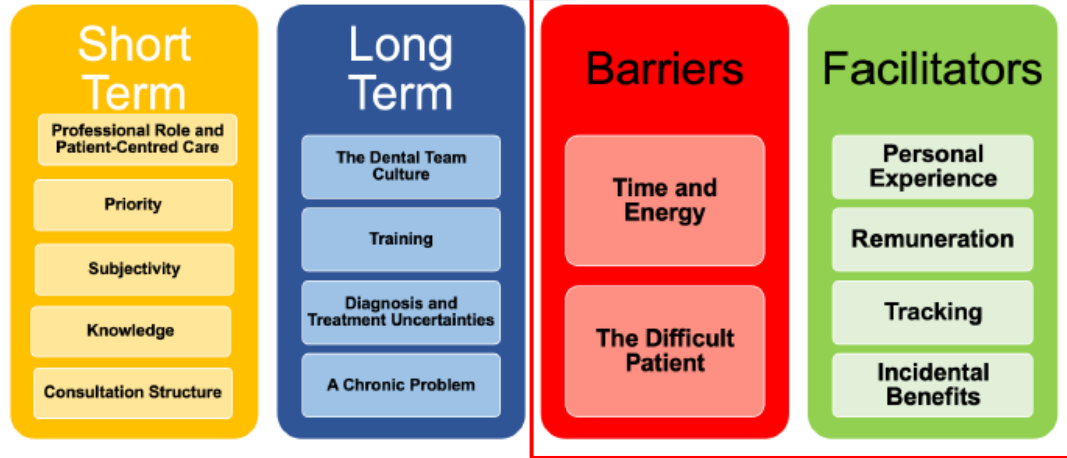 Short
Term
Professional Role and
Patient-Centred Care
Priority
Subjectivity
Knowledge
Consultation Structure
Long
Term
The Dental Team
Culture
Training
Diagnosis and
Treatment Uncertainties
A Chronic Problem
Barriers
Time and
Energy
The Difficult
Patient
Facilitators
Personal
Experience
Remuneration
Tracking
Incidental
Benefits